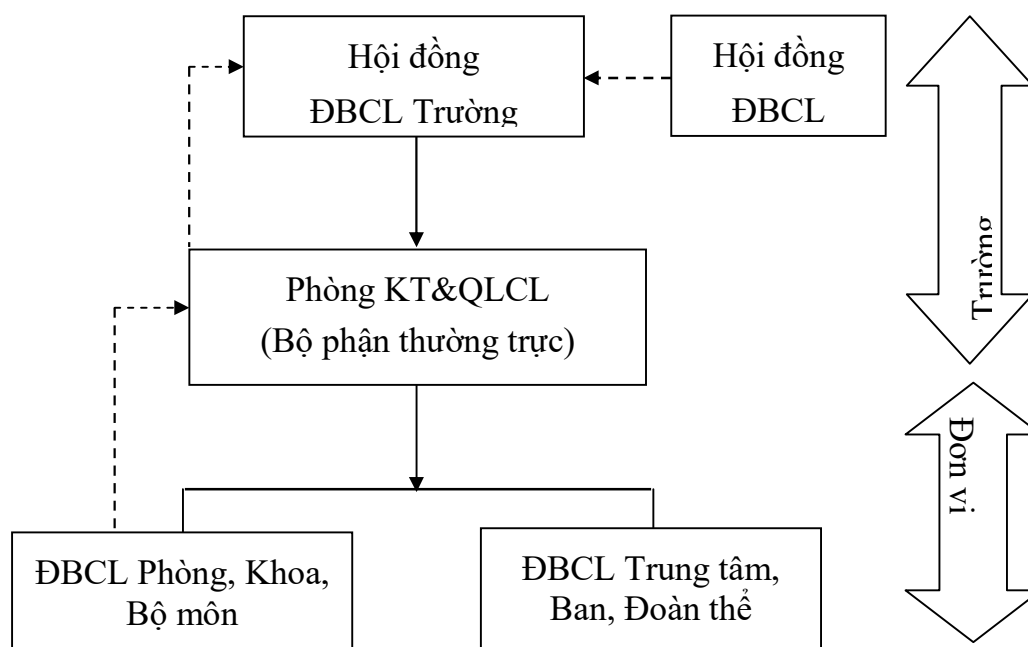 Hội đồng
ĐBCL Trường
Hội đồng
ĐBCL
Trường
Phòng KT&QLCL
(Bộ phận thường trực)
Đơn vi
ĐBCL Phòng, Khoa,
Bộ môn
ĐBCL Trung tâm,
Ban, Đoàn thể